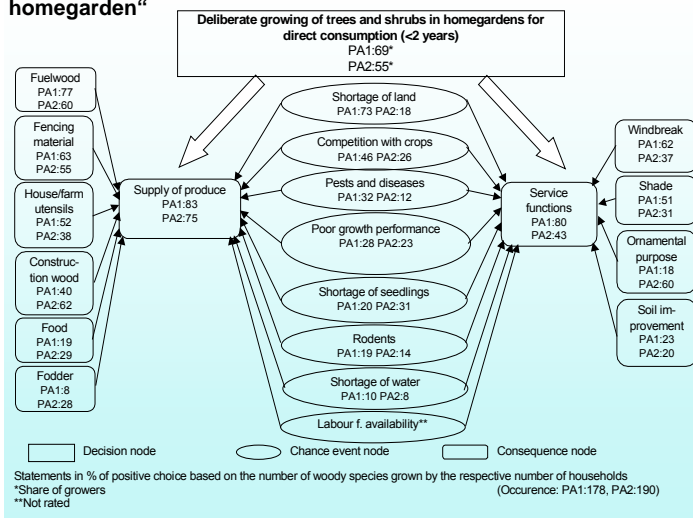 homegarden“
Deliberate growing of trees and shrubs in homegardens for
direct consumption (<2 years)
PA1:69*
PA2:55*
Fuelwood
PA1:77
PA2:60
Fencing
material
PA1:63
PA2:55
House/farm
utensils
PA1:52
PA2:38
Construc-
tion wood
PA1:40
PA2:62
Food
PA1:19
PA2:29
Fodder
PA1:8
PA2:28
Supply of produce
PA1:83
PA2:75
Shortage of land
PA1:73 PA2:18
Competition with crops
PA1:46 PA2:26
Pests and diseases
PA1:32 PA2:12
Poor growth performance
PA1:28 PA2:23
Shortage of seedlings
PA1:20 PA2:31
Rodents
PA1:19 PA2:14
Shortage of water
PA1:10 PA2:8
Labour f. availability**
Service
functions
PA1:80
PA2:43
Windbreak
PA1:62
PA2:37
Shade
PA1:51
PA2:31
Ornamental
purpose
PA1:18
PA2:60
Soil im-
provement
PA1:23
PA2:20
Decision node
Chance event node
Consequence node
Statements in % of positive choice based on the number of woody species grown by the respective number of households
*Share of growers
(Occurence: PA1:178, PA2:190)
**Not rated